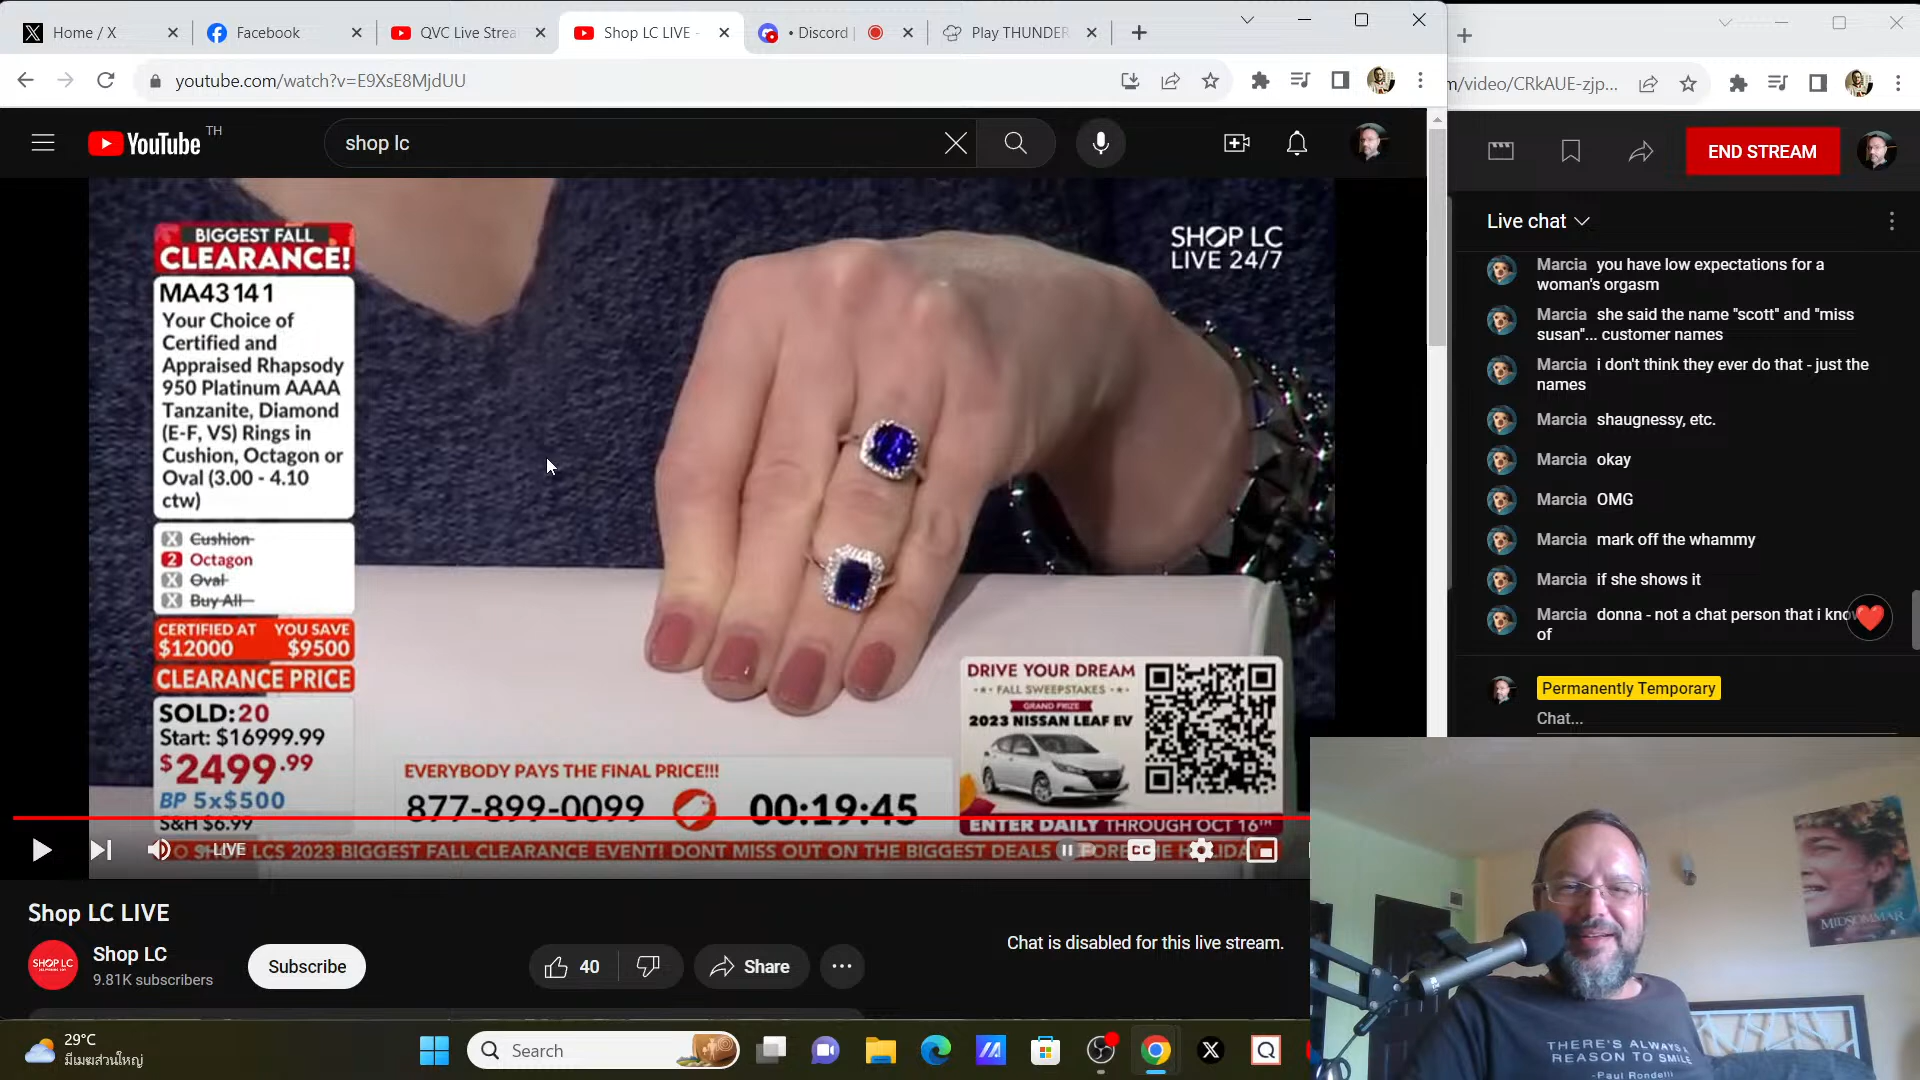 Home / X
Facebook
QVC Live Strea
Shop LC LIVE -
• Discord |
Play THUNDER
youtube.com/watch?v=E9XsE8MjdUU
n/video/CRkAUE-zjp...
YouTube TH
shop lc
END STREAM
BIGGEST FALL
CLEARANCE!
MA43141
Your Choice of
Certified and
Appraised Rhapsody
950 Platinum AAAA
Tanzanite, Diamond
(E-F, VS) Rings in
Cushion, Octagon or
Oval (3.00 - 4.10
ctw)
X Cushion
2 Octagon
X Oval
X Buy All
CERTIFIED AT YOU SAVE
$12000 $9500
CLEARANCE PRICE
SOLD:20
Start: $16999.99
$2499.99
BP 5x$500
S&H $6.99
SHOP LC
LIVE 24/7
EVERYBODY PAYS THE FINAL PRICE!!!
877-899-0099 00:19:45
DRIVE YOUR DREAM
FALL SWEEPSTAKES
GRAND PRIZE
2023 NISSAN LEAF EV
ENTER DAILY THROUGH OCT 16TH
LIVE
O SHOP LCS 2023 BIGGEST FALL CLEARANCE EVENT! DONT MISS OUT ON THE BIGGEST DEALS
CC
Shop LC LIVE
SHOP LC
Shop LC
9.81K subscribers
Subscribe
40
Share
Chat is disabled for this live stream.
Live chat
Marcia you have low expectations for a
woman's orgasm
Marcia she said the name "scott" and "miss
susan"... customer names
Marcia i don't think they ever do that - just the
names
Marcia shaugnessy, etc.
Marcia okay
Marcia OMG
Marcia mark off the whammy
Marcia if she shows it
Marcia donna - not a chat person that i know
of
Permanently Temporary
Chat...
MIDSOMMAR
THERE'S ALWAYS A
REASON TO SMILE
-Paul Rondelli
29°C
มีเมฆส่วนใหญ่
Search